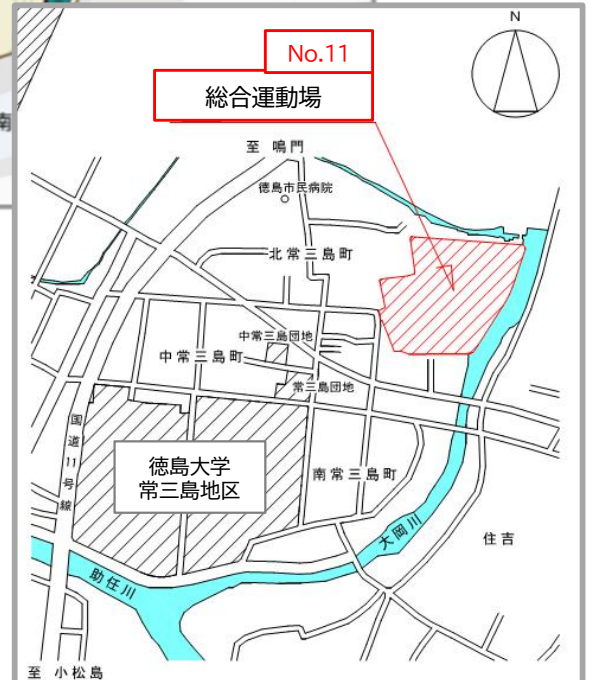 N
No.11
総合運動場
南
至 鳴門
徳島市民病院
北常三島町
中常三島団地
中常三島町
常三島団地
国道11号線
徳島大学
常三島地区
南常三島町
大岡川
住吉
助任川
至 小松島